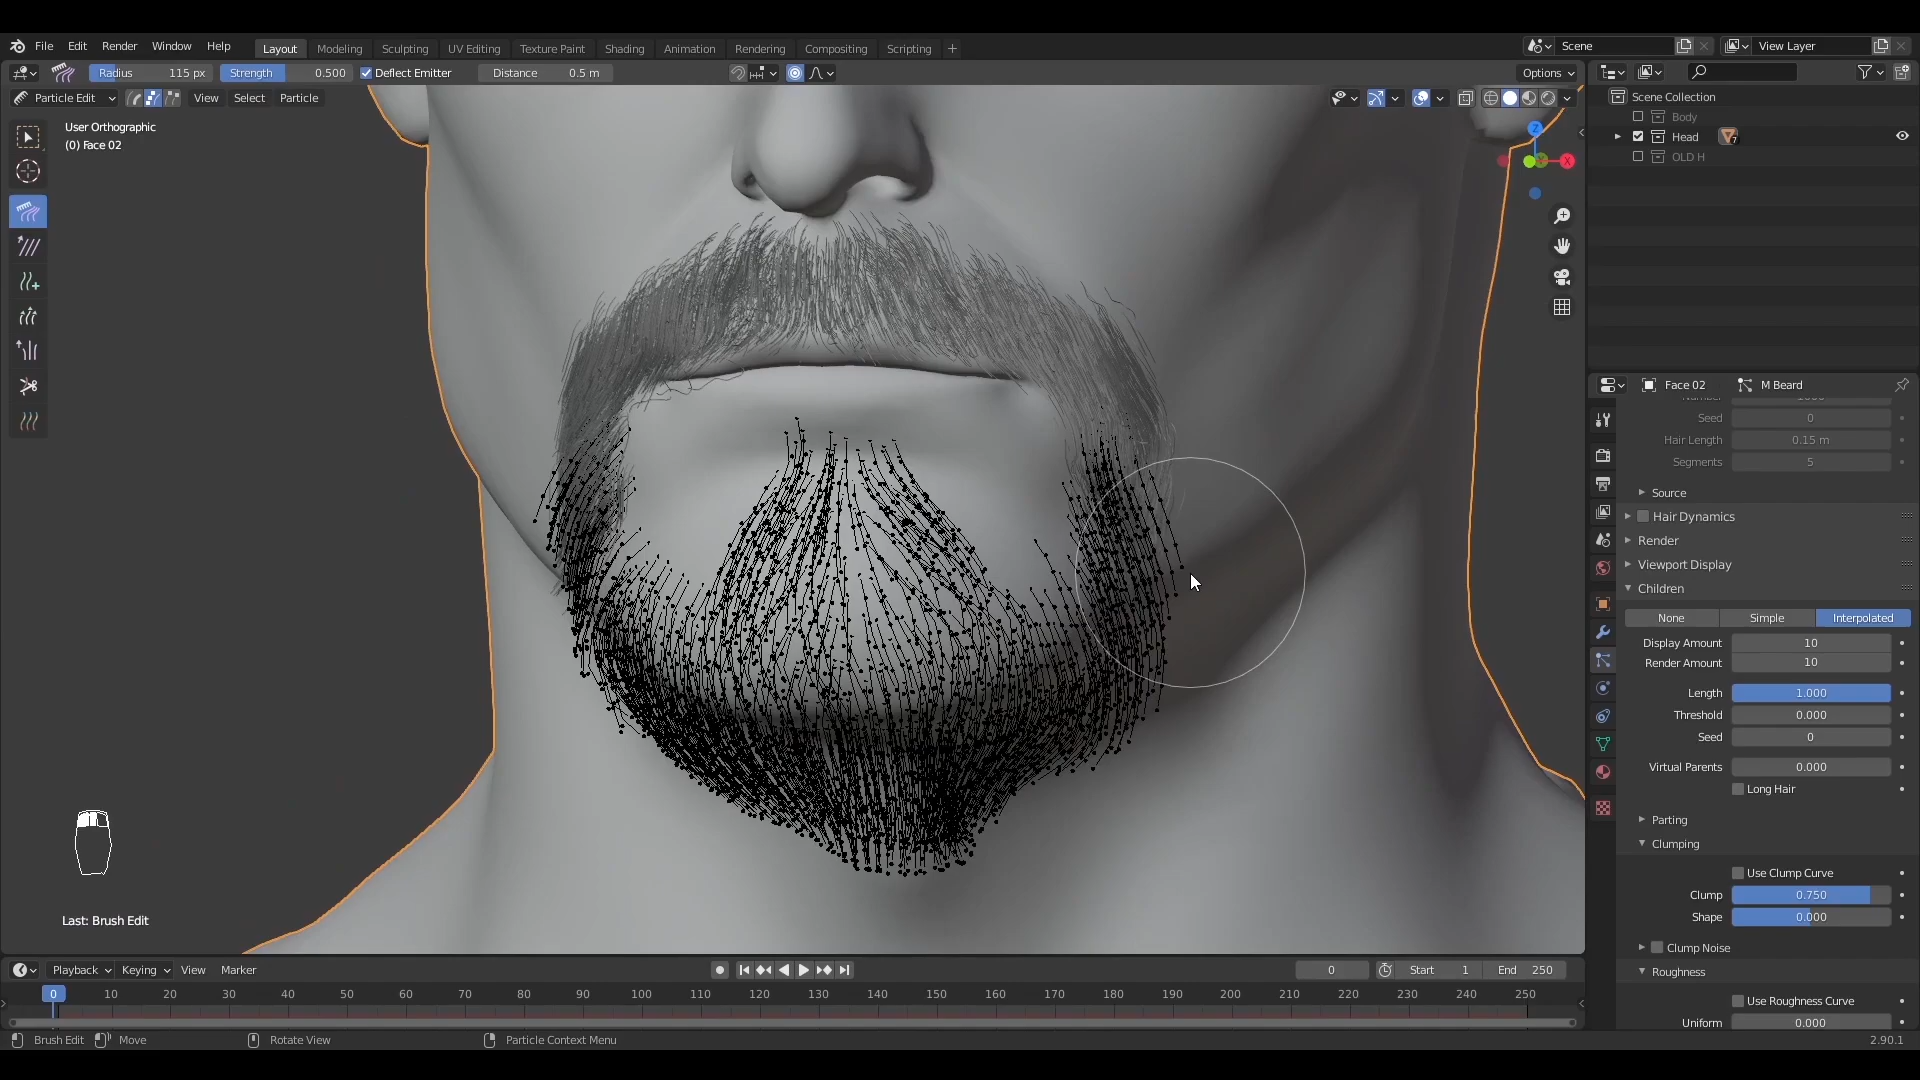 File Edit Render Window Help Layout Modeling Sculpting UV Editing Texture Paint Shading Animation Rendering Compositing Scripting + Scene View Layer
Radius 115 px Strength 0.500 Deflect Emitter Distance 0.5 m Options
Particle Edit View Select Particle
User Orthographic
(0) Face 02
Z
X
Last: Brush Edit
Scene Collection
Body
Head 7
OLD H
Face 02 M Beard
Seed 0
Hair Length 0.15 m
Segments 5
Source
Hair Dynamics
Render
Viewport Display
Children
None Simple Interpolated
Display Amount 10
Render Amount 10
Length 1.000
Threshold 0.000
Seed 0
Virtual Parents 0.000
Long Hair
Parting
Clumping
Use Clump Curve
Clump 0.750
Shape 0.000
Clump Noise
Roughness
Use Roughness Curve
Uniform 0.000
Playback Keying View Marker 0 Start 1 End 250
0 10 20 30 40 50 60 70 80 90 100 110 120 130 140 150 160 170 180 190 200 210 220 230 240 250
Brush Edit Move Rotate View Particle Context Menu 2.90.1